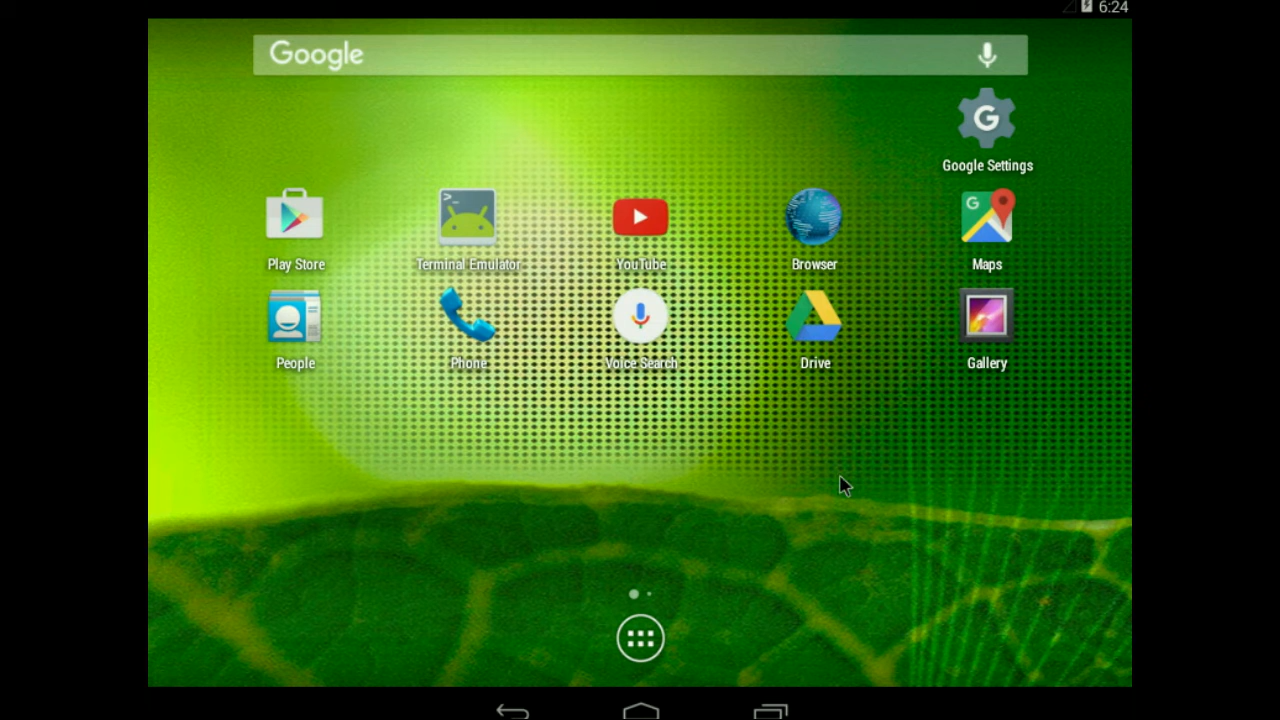 6:24
Google
Google Settings
Play Store
Terminal Emulator
YouTube
Browser
Maps
People
Phone
Voice Search
Drive
Gallery